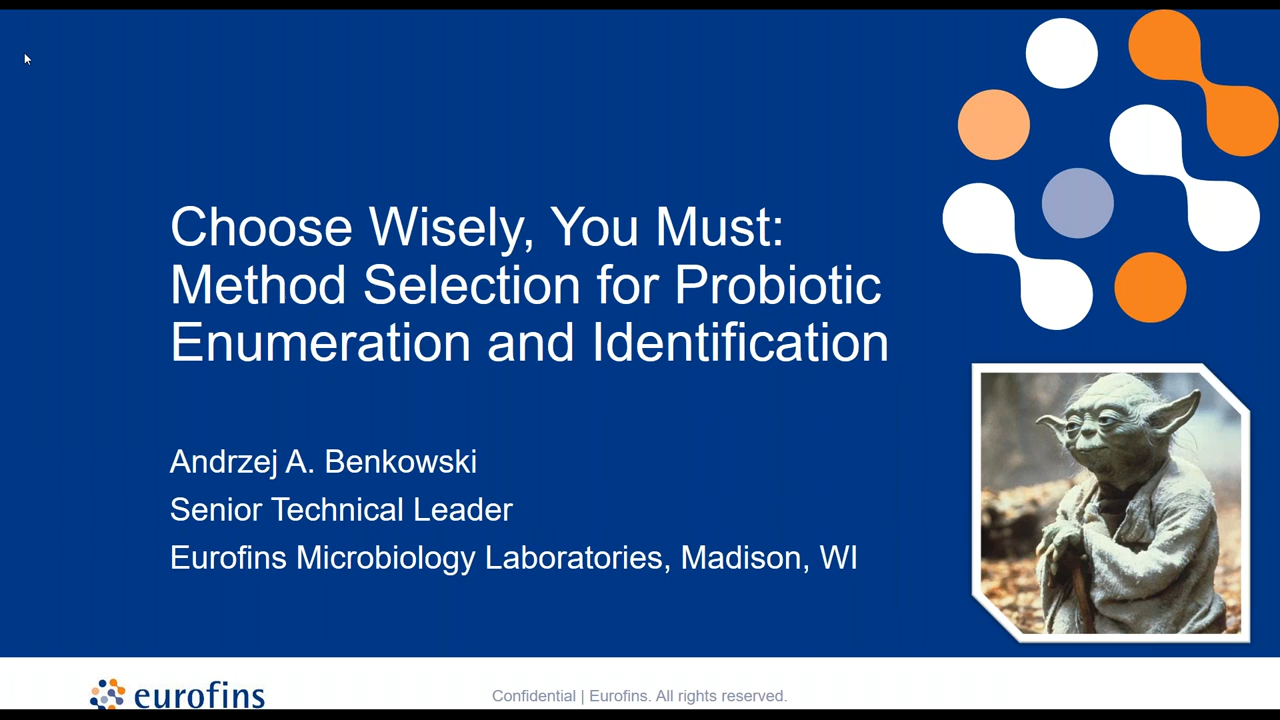 Choose Wisely, You Must:
Method Selection for Probiotic
Enumeration and Identification
Andrzej A. Benkowski
Senior Technical Leader
Eurofins Microbiology Laboratories, Madison, WI
eurofins
Confidential | Eurofins. All rights reserved.